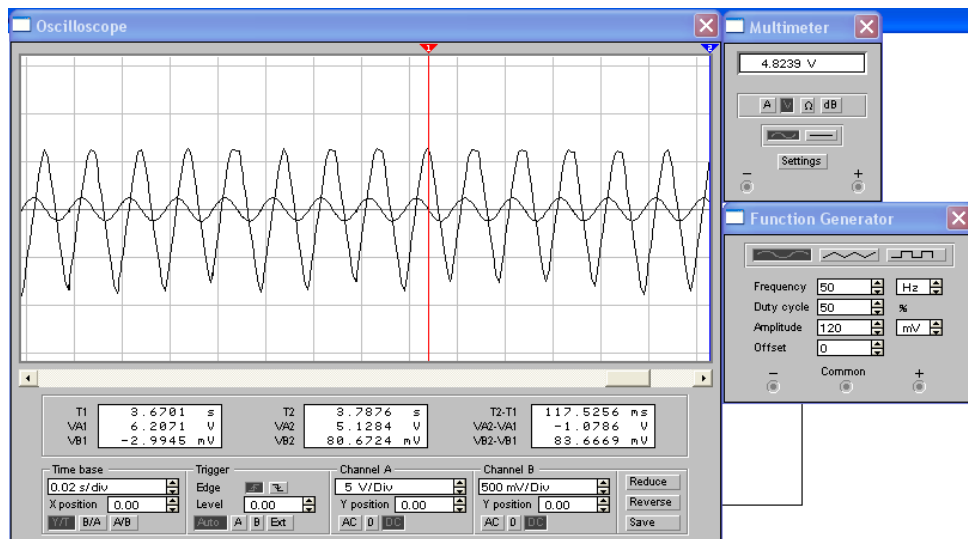 Oscilloscope
1
2
T1 3.6701 s
VA1 6.2071 V
VB1 -2.9945 mV
T2 3.7876 s
VA2 5.1284 V
VB2 80.6724 mV
T2-T1 117.5256 ms
VA2-VA1 -1.0786 V
VB2-VB1 83.6669 mV
Time base
0.02 s/div
X position 0.00
Y/T B/A A/B
Trigger
Edge
Level 0.00
Auto A B Ext
Channel A
5 V/Div
Y position 0.00
AC 0 DC
Channel B
500 mV/Div
Y position 0.00
AC 0 DC
Reduce
Reverse
Save
Multimeter
4.8239 V
A V Ω dB
Settings
− +
Function Generator
Frequency 50 Hz
Duty cycle 50 %
Amplitude 120 mV
Offset 0
− Common +